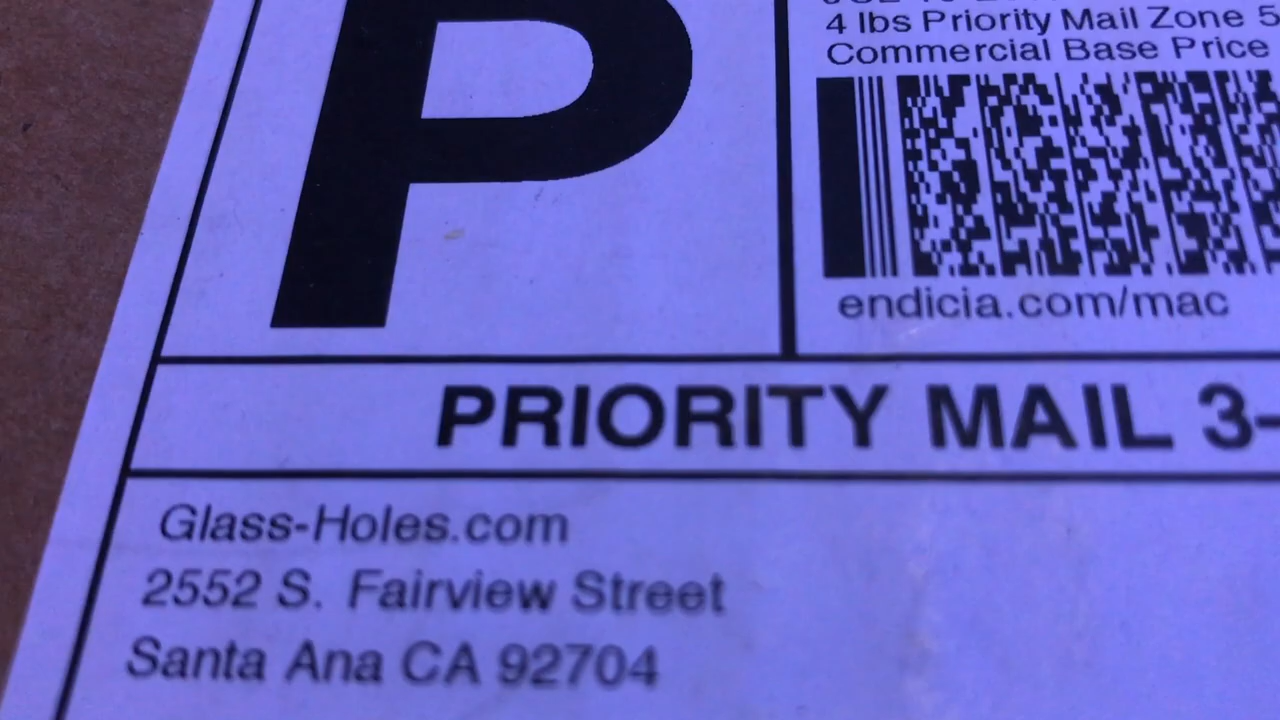 P
4 lbs Priority Mail Zone 5
Commercial Base Price
endicia.com/mac
PRIORITY MAIL 3-
Glass-Holes.com
2552 S. Fairview Street
Santa Ana CA 92704